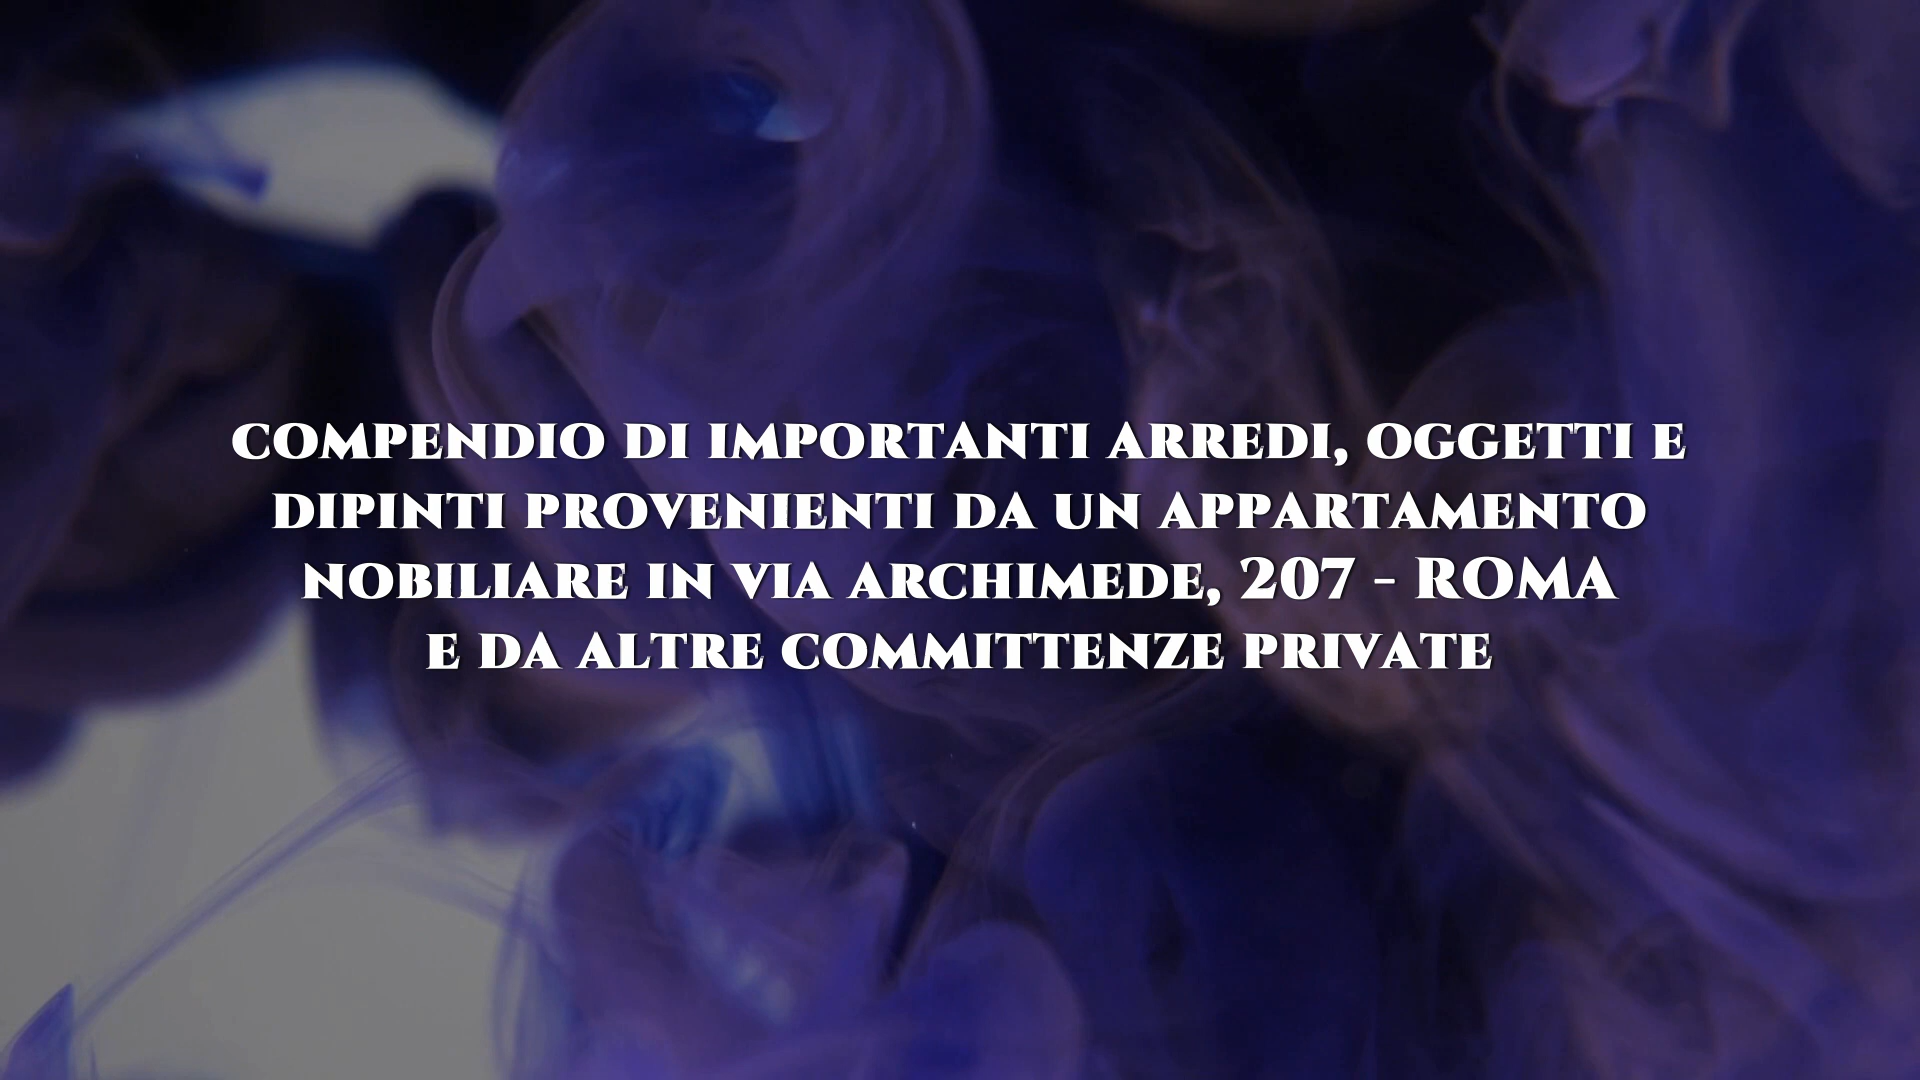 compendio di importanti arredi, oggetti e
dipinti provenienti da un appartamento
nobiliare in via archimede, 207 - ROMA
e da altre committenze private